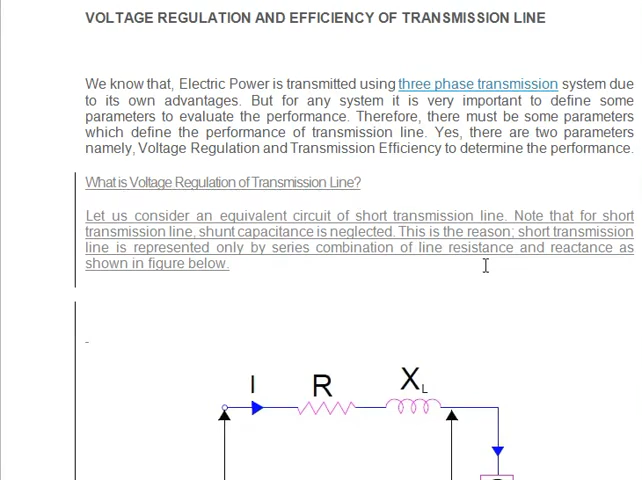 VOLTAGE REGULATION AND EFFICIENCY OF TRANSMISSION LINE
We know that, Electric Power is transmitted using three phase transmission system due
to its own advantages. But for any system it is very important to define some
parameters to evaluate the performance. Therefore, there must be some parameters
which define the performance of transmission line. Yes, there are two parameters
namely, Voltage Regulation and Transmission Efficiency to determine the performance.
What is Voltage Regulation of Transmission Line?
Let us consider an equivalent circuit of short transmission line. Note that for short
transmission line, shunt capacitance is neglected. This is the reason; short transmission
line is represented only by series combination of line resistance and reactance as
shown in figure below.
I R XL